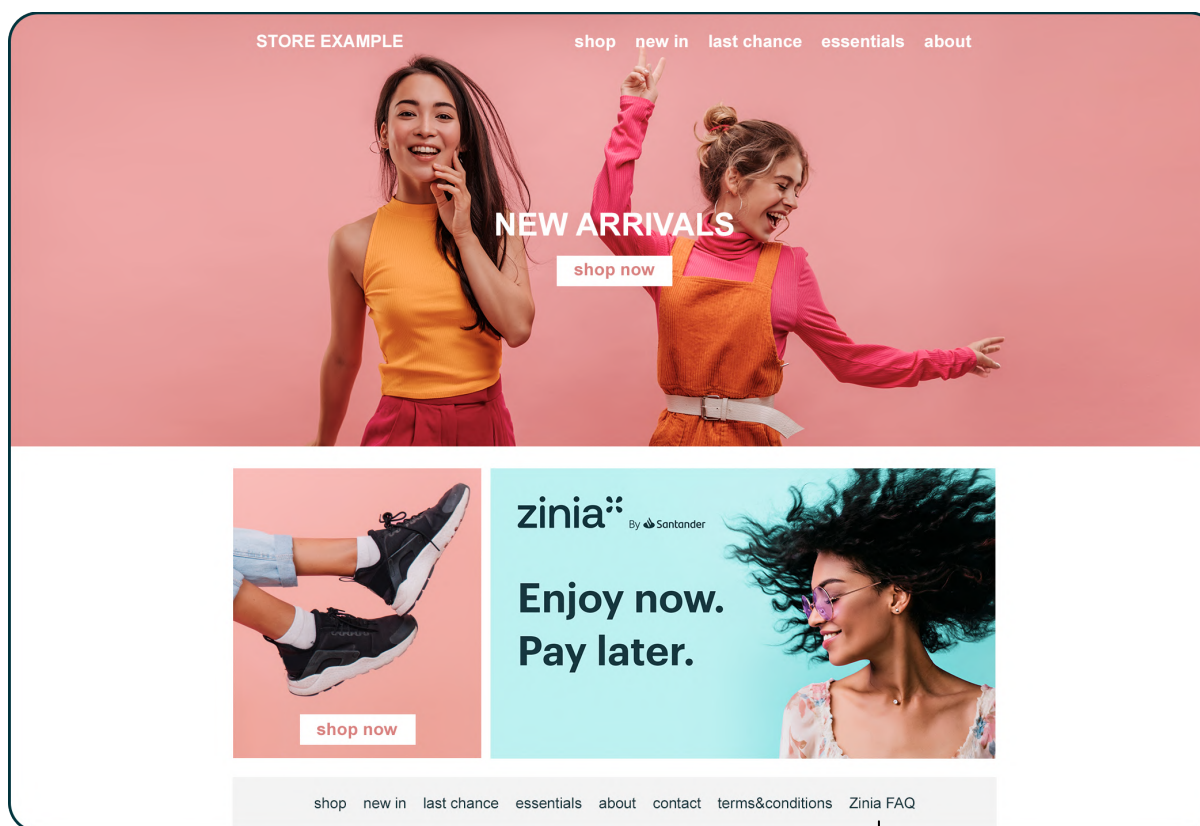 STORE EXAMPLE
shop new in last chance essentials about
NEW ARRIVALS
shop now
shop now
zinia By Santander
Enjoy now.
Pay later.
shop new in last chance essentials about contact terms&conditions Zinia FAQ